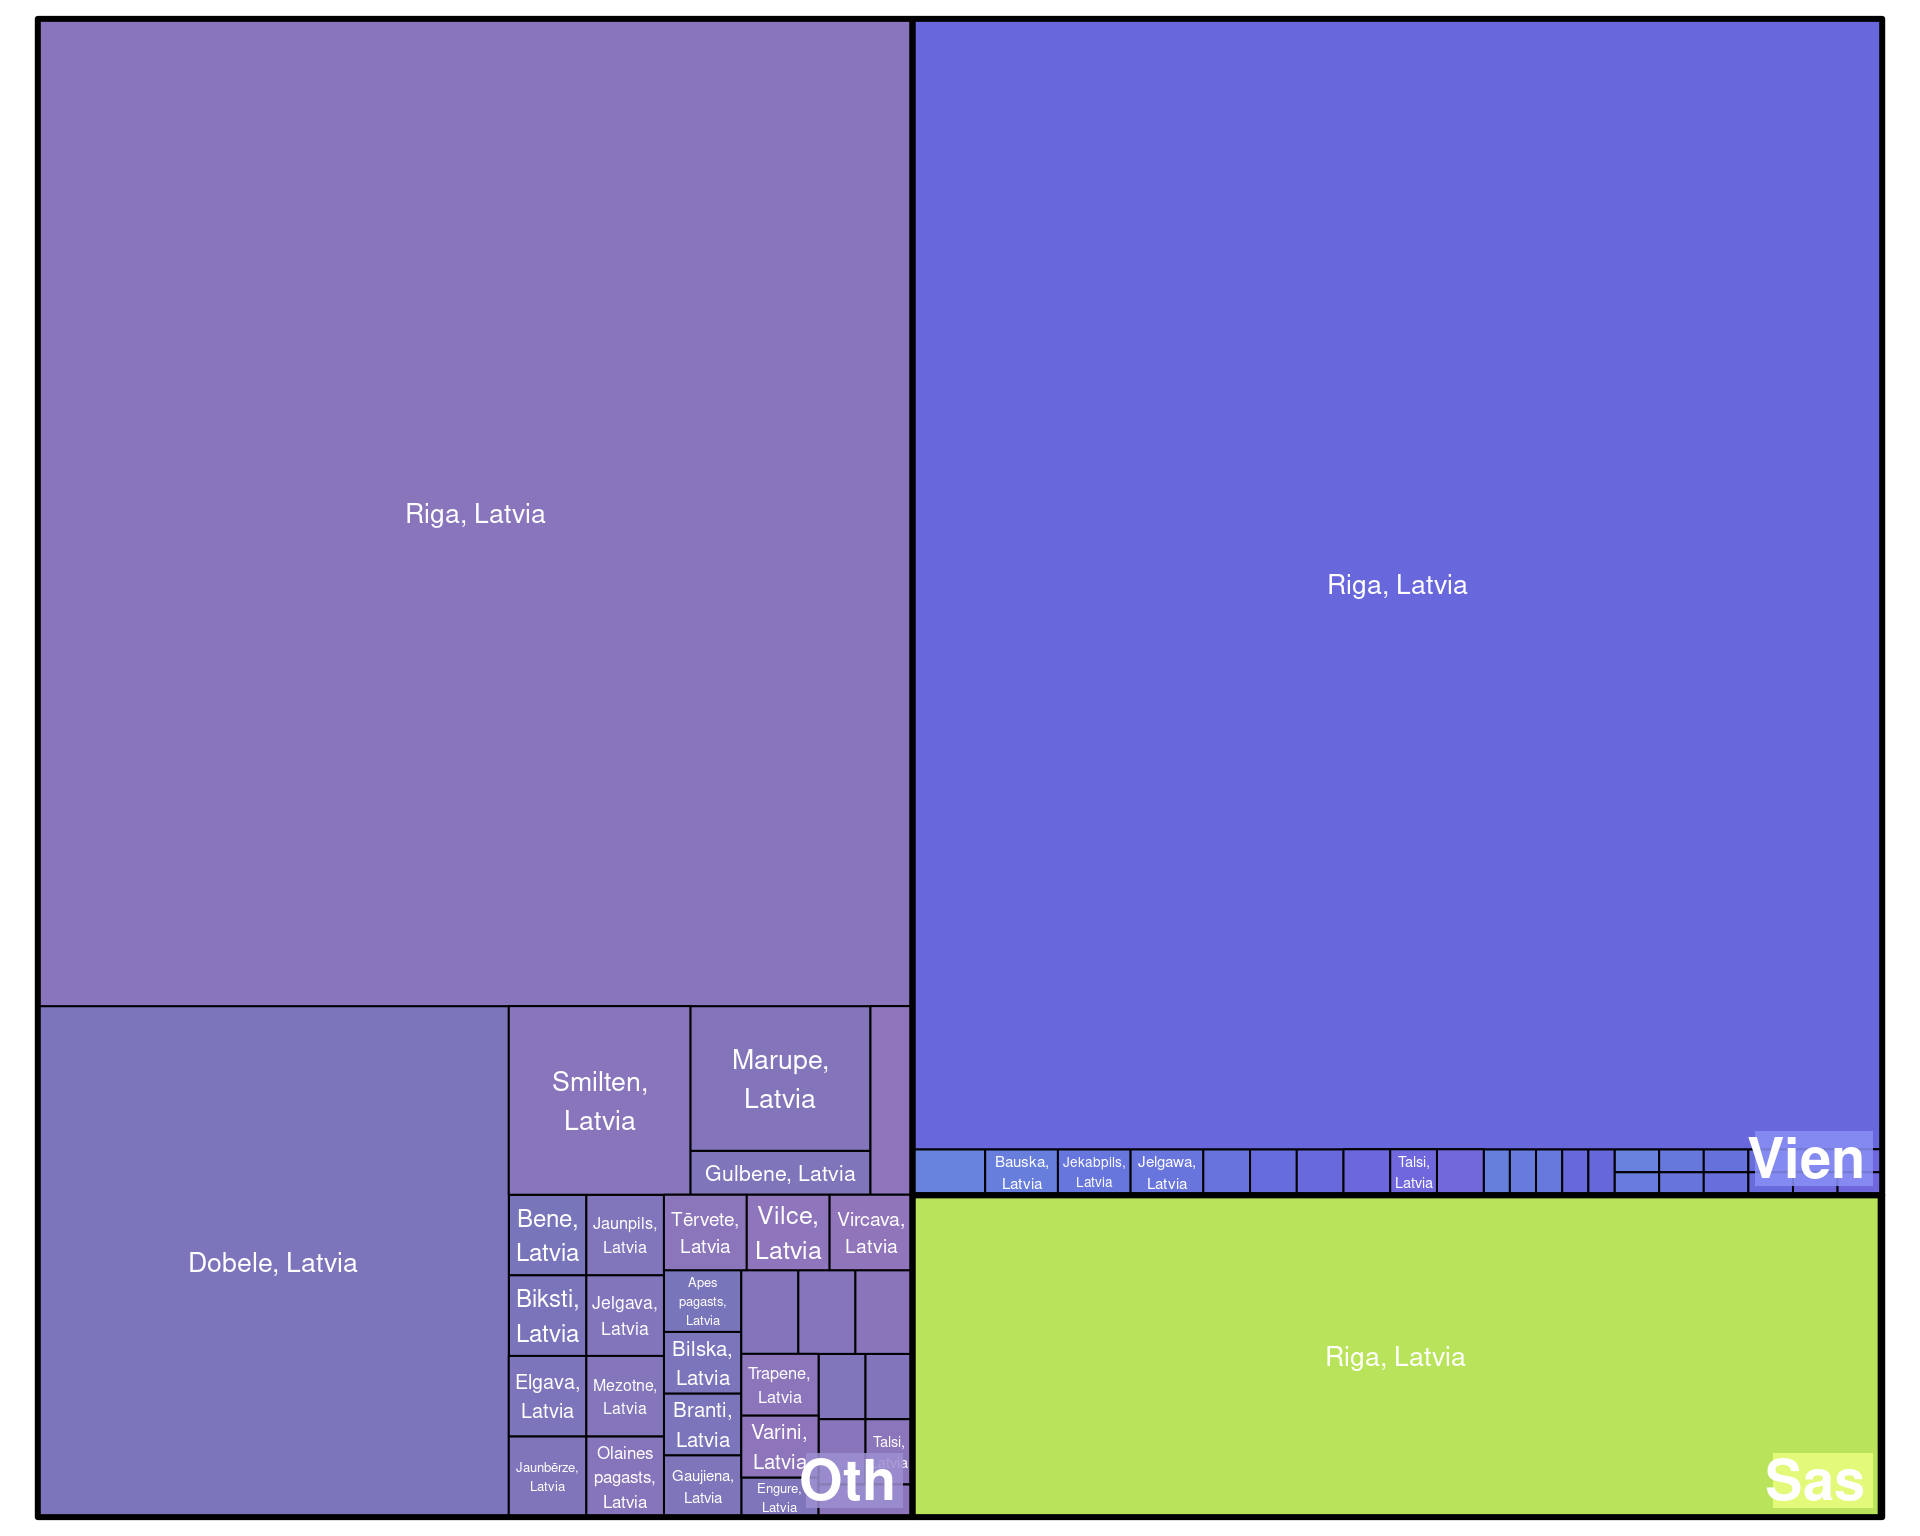 Riga, Latvia
Riga, Latvia
Smilten,
Latvia
Marupe,
Latvia
Gulbene, Latvia
Dobele, Latvia
Bene,
Latvia
Jaunpils,
Latvia
Tērvete,
Latvia
Vilce,
Latvia
Vircava,
Latvia
Biksti,
Latvia
Jelgava,
Latvia
Apes
pagasts,
Latvia
Bilska,
Latvia
Elgava,
Latvia
Mezotne,
Latvia
Branti,
Latvia
Trapene,
Latvia
Varini,
Latvia
Jaunbērze,
Latvia
Olaines
pagasts,
Latvia
Gaujiena,
Latvia
Engure,
Latvia
Talsi,
Latvia
Oth
Bauska,
Latvia
Jekabpils,
Latvia
Jelgawa,
Latvia
Talsi,
Latvia
Vien
Riga, Latvia
Sas